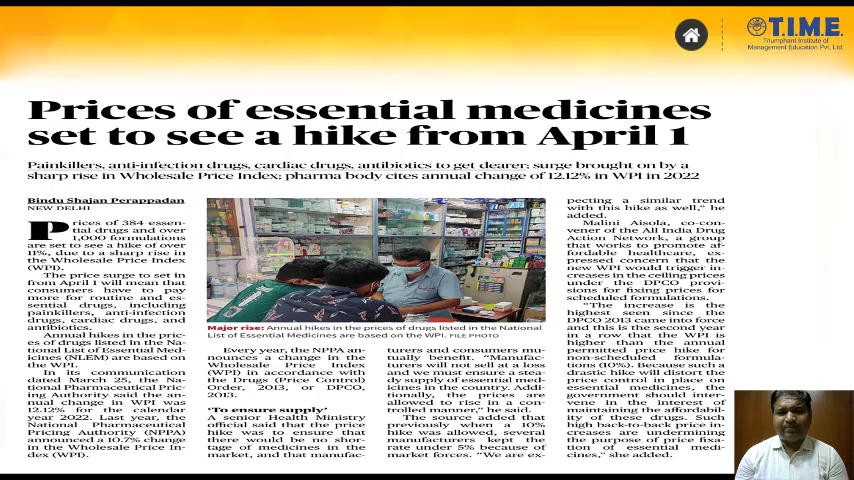 T.I.M.E.
Triumphant Institute of
Management Education Pvt. Ltd.
Prices of essential medicines
set to see a hike from April 1
Painkillers, anti-infection drugs, cardiac drugs, antibiotics to get dearer; surge brought on by a
sharp rise in Wholesale Price Index; pharma body cites annual change of 12.12% in WPI in 2022
Bindu Shajan Perappadan
NEW DELHI
Prices of 384 essen-
tial drugs and over
1,000 formulations
are set to see a hike of over
11%, due to a sharp rise in
the Wholesale Price Index
(WPI).
The price surge to set in
from April 1 will mean that
consumers have to pay
more for routine and es-
sential drugs, including
painkillers, anti-infection
drugs, cardiac drugs, and
antibiotics.
Annual hikes in the pric-
es of drugs listed in the Na-
tional List of Essential Med-
icines (NLEM) are based on
the WPI.
In its communication
dated March 25, the Na-
tional Pharmaceutical Pric-
ing Authority said the an-
nual change in WPI was
12.12% for the calendar
year 2022. Last year, the
National Pharmaceutical
Pricing Authority (NPPA)
announced a 10.7% change
in the Wholesale Price In-
dex (WPI).
Major rise: Annual hikes in the prices of drugs listed in the National
List of Essential Medicines are based on the WPI. FILE PHOTO
Every year, the NPPA an-
nounces a change in the
Wholesale Price Index
(WPI) in accordance with
the Drugs (Price Control)
Order, 2013, or DPCO,
2013.
'To ensure supply'
A senior Health Ministry
official said that the price
hike was to ensure that
there would be no shor-
tage of medicines in the
market, and that manufac-
turers and consumers mu-
tually benefit. "Manufac-
turers will not sell at a loss
and we must ensure a stea-
dy supply of essential med-
icines in the country. Addi-
tionally, the prices are
allowed to rise in a con-
trolled manner," he said.
The source added that
previously when a 10%
hike was allowed, several
manufacturers kept the
rate under 5% because of
market forces. "We are ex-
pecting a similar trend
with this hike as well," he
added.
Malini Aisola, co-con-
vener of the All India Drug
Action Network, a group
that works to promote af-
fordable healthcare, ex-
pressed concern that the
new WPI would trigger in-
creases in the ceiling prices
under the DPCO provi-
sions for fixing prices for
scheduled formulations.
"The increase is the
highest seen since the
DPCO 2013 came into force
and this is the second year
in a row that the WPI is
higher than the annual
permitted price hike for
non-scheduled formula-
tions (10%). Because such a
drastic hike will distort the
price control in place on
essential medicines, the
government should inter-
vene in the interest of
maintaining the affordabil-
ity of these drugs. Such
high back-to-back price in-
creases are undermining
the purpose of price fixa-
tion of essential medi-
cines," she added.